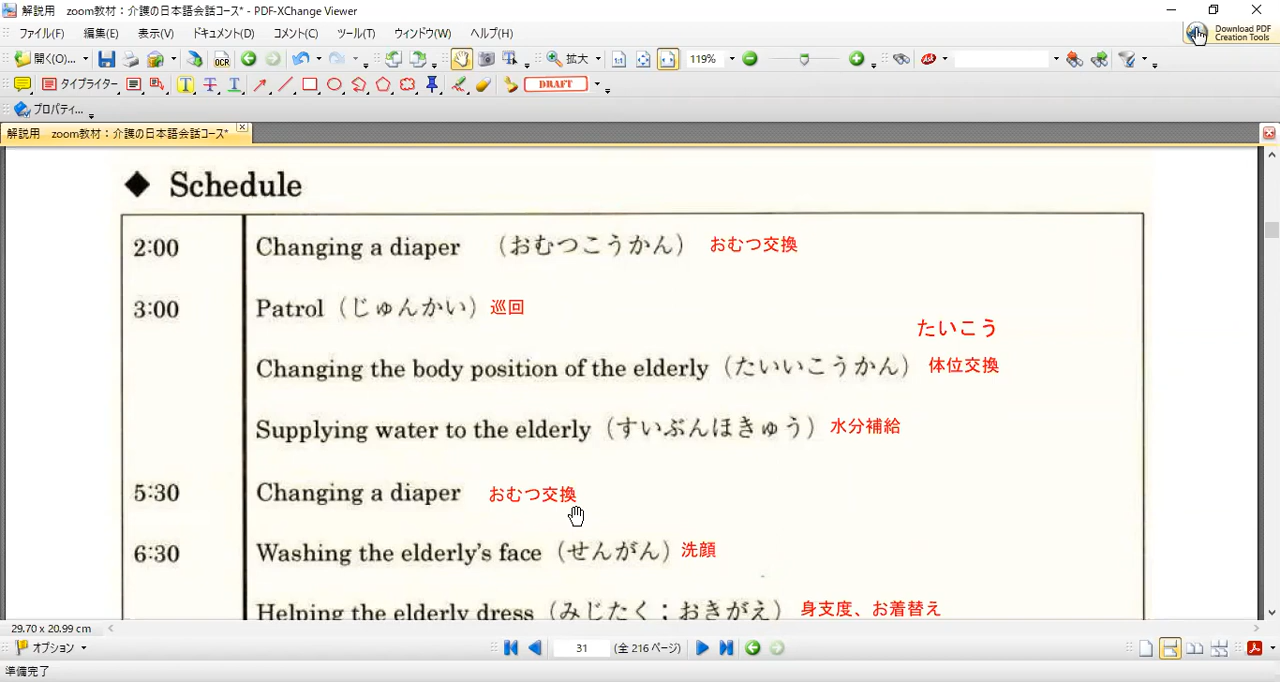 解説用 zoom教材：介護の日本語会話コース* - PDF-XChange Viewer
ファイル(F) 編集(E) 表示(V) ドキュメント(D) コメント(C) ツール(T) ウィンドウ(W) ヘルプ(H)
Download PDF
Creation Tools
開く(O)... OCR 拡大 119%
タイプライター T T T DRAFT
プロパティ...
解説用 zoom教材：介護の日本語会話コース*
◆ Schedule
2:00 Changing a diaper （おむつこうかん） おむつ交換
3:00 Patrol（じゅんかい） 巡回
たいこう
Changing the body position of the elderly（たいいこうかん） 体位交換
Supplying water to the elderly（すいぶんほきゅう） 水分補給
5:30 Changing a diaper おむつ交換
6:30 Washing the elderly's face（せんがん） 洗顔
Helping the elderly dress（みじたく；おきがえ） 身支度、お着替え
29.70 x 20.99 cm
オプション 31 (全 216 ページ)
準備完了